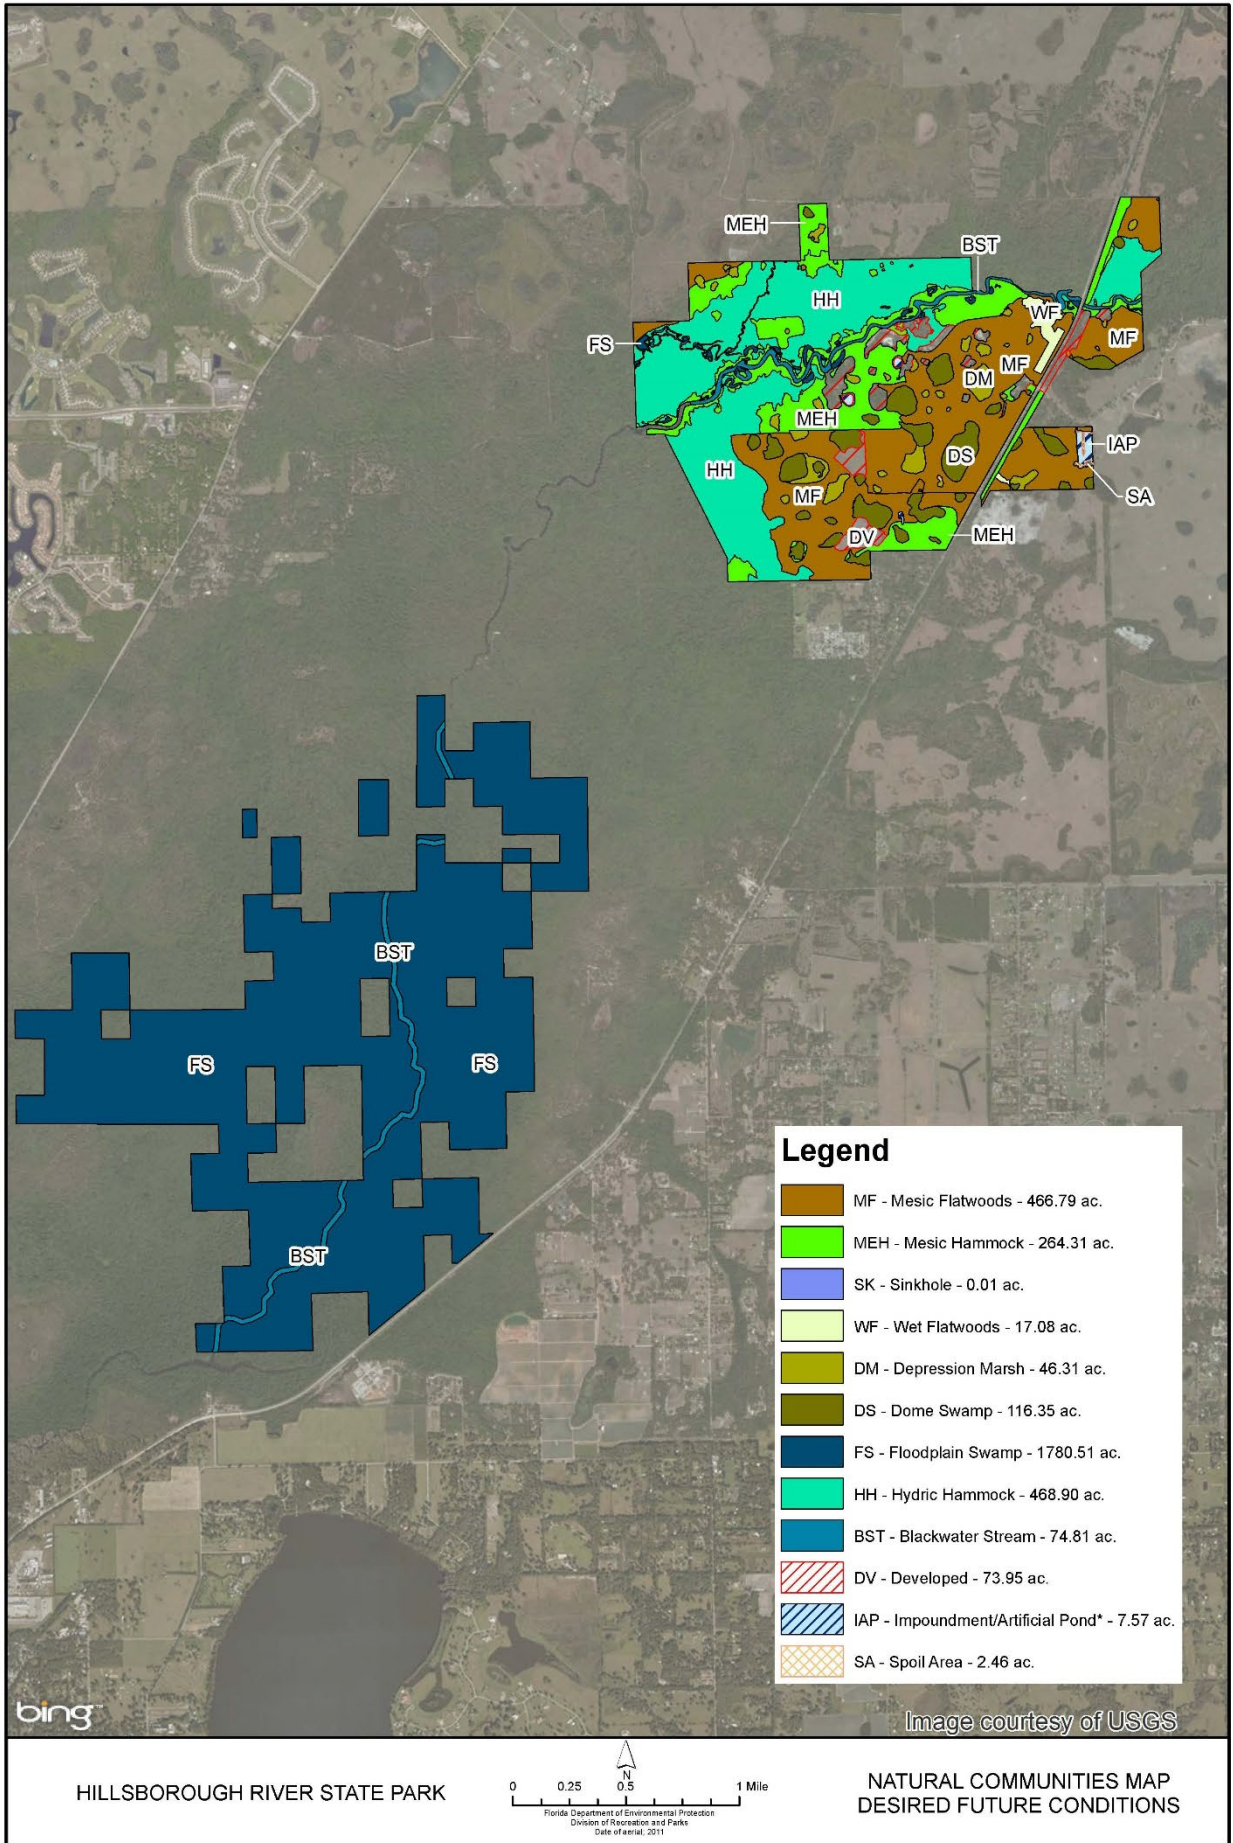 MEH
BST
HH
WF
FS
MF
MF
DM
MEH
IAP
DS
HH
MF
SA
DV
MEH
BST
FS
FS
BST
Legend
MF - Mesic Flatwoods - 466.79 ac.
MEH - Mesic Hammock - 264.31 ac.
SK - Sinkhole - 0.01 ac.
WF - Wet Flatwoods - 17.08 ac.
DM - Depression Marsh - 46.31 ac.
DS - Dome Swamp - 116.35 ac.
FS - Floodplain Swamp - 1780.51 ac.
HH - Hydric Hammock - 468.90 ac.
BST - Blackwater Stream - 74.81 ac.
DV - Developed - 73.95 ac.
IAP - Impoundment/Artificial Pond* - 7.57 ac.
SA - Spoil Area - 2.46 ac.
bing™
Image courtesy of USGS
HILLSBOROUGH RIVER STATE PARK
N
0 0.25 0.5 1 Mile
Florida Department of Environmental Protection
Division of Recreation and Parks
Date of aerial; 2011
NATURAL COMMUNITIES MAP
DESIRED FUTURE CONDITIONS